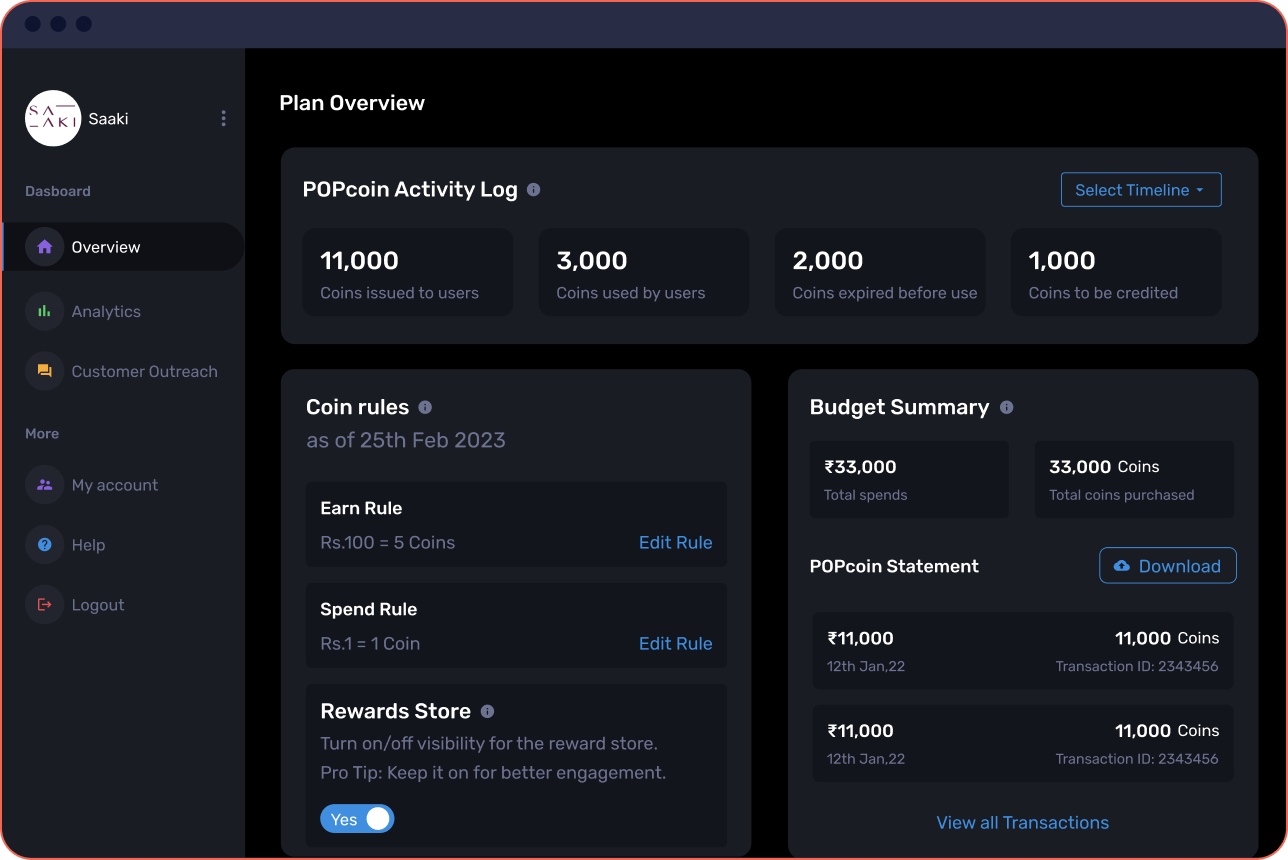 SA
AKI
Saaki
Dasboard
Overview
Analytics
Customer Outreach
More
My account
Help
Logout
Plan Overview
POPcoin Activity Log
Select Timeline
11,000
Coins issued to users
3,000
Coins used by users
2,000
Coins expired before use
1,000
Coins to be credited
Coin rules
as of 25th Feb 2023
Earn Rule
Rs.100 = 5 Coins
Edit Rule
Spend Rule
Rs.1 = 1 Coin
Edit Rule
Rewards Store
Turn on/off visibility for the reward store.
Pro Tip: Keep it on for better engagement.
Yes
Budget Summary
₹33,000
Total spends
33,000 Coins
Total coins purchased
POPcoin Statement
Download
₹11,000
11,000 Coins
12th Jan,22
Transaction ID: 2343456
₹11,000
11,000 Coins
12th Jan,22
Transaction ID: 2343456
View all Transactions